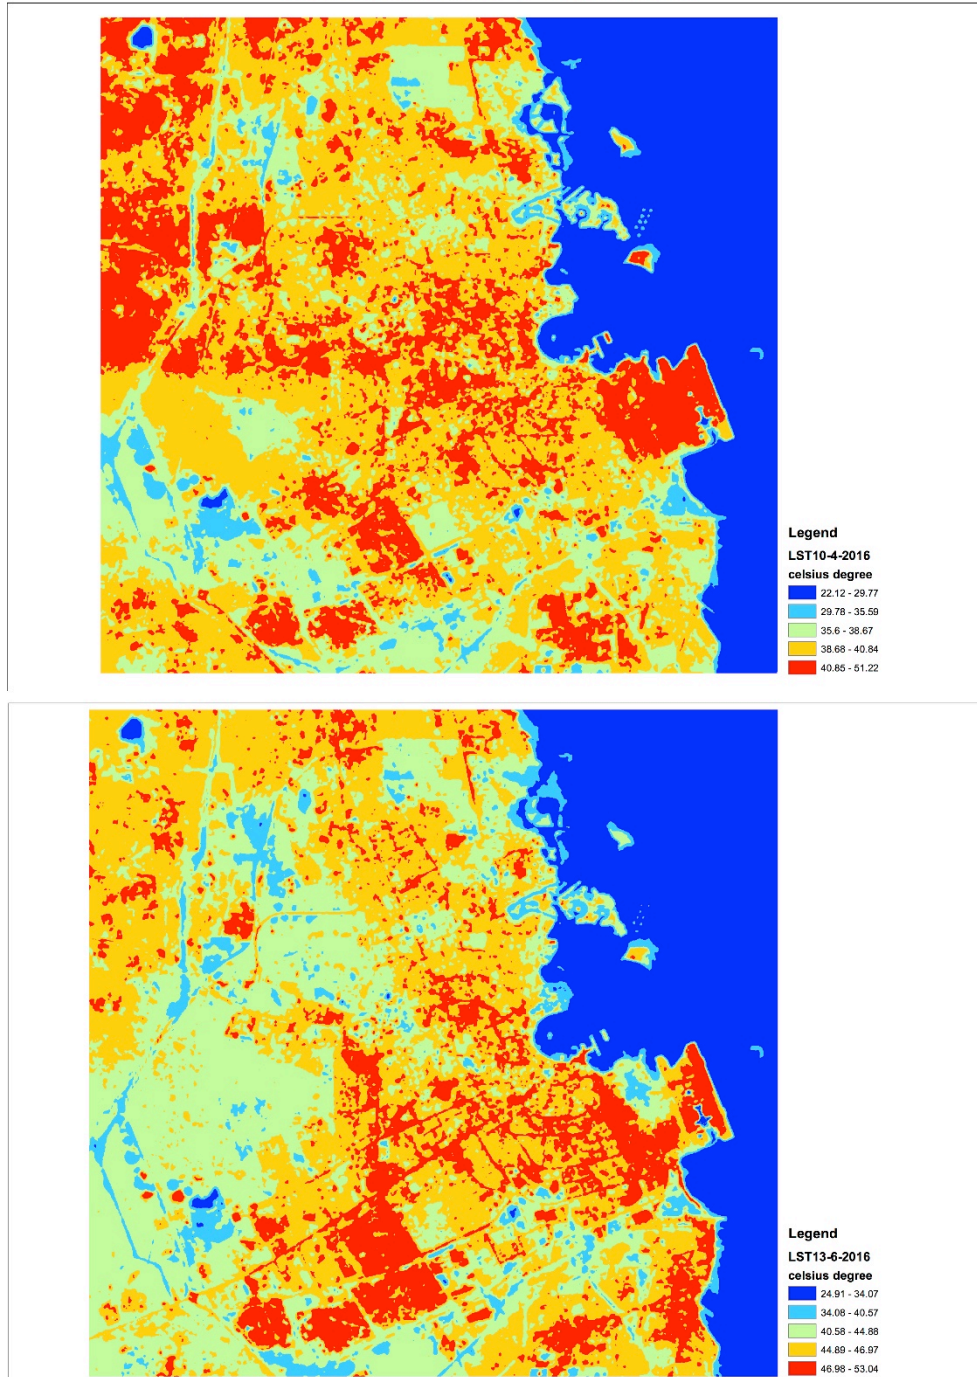 Legend
LST10-4-2016
celsius degree
22.12 - 29.77
29.78 - 35.59
35.6 - 38.67
38.68 - 40.84
40.85 - 51.22
Legend
LST13-6-2016
celsius degree
24.91 - 34.07
34.08 - 40.57
40.58 - 44.88
44.89 - 46.97
46.98 - 53.04